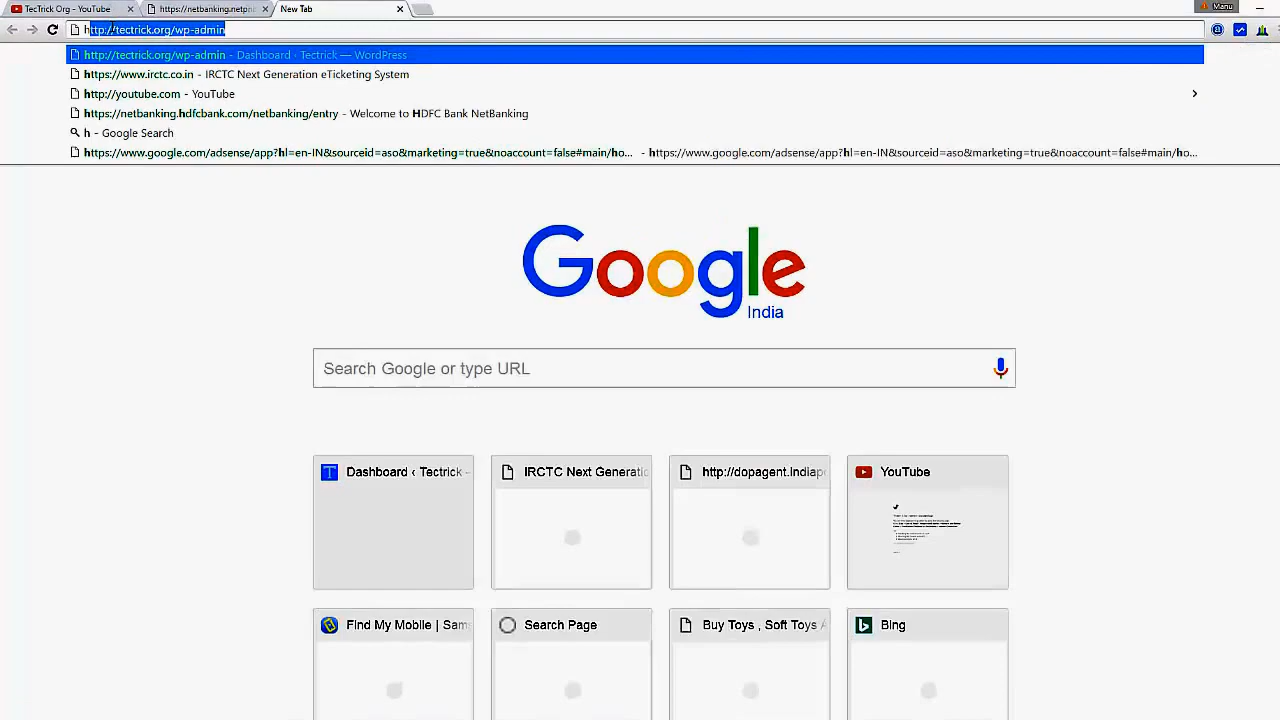 TecTrick Org - YouTube
https://netbanking.netpn
New Tab
Manu
http://tectrick.org/wp-admin
http://tectrick.org/wp-admin - Dashboard ‹ Tectrick — WordPress
https://www.irctc.co.in - IRCTC Next Generation eTicketing System
http://youtube.com - YouTube
https://netbanking.hdfcbank.com/netbanking/entry - Welcome to HDFC Bank NetBanking
h - Google Search
https://www.google.com/adsense/app?hl=en-IN&sourceid=aso&marketing=true&noaccount=false#main/ho... - https://www.google.com/adsense/app?hl=en-IN&sourceid=aso&marketing=true&noaccount=false#main/ho...
Google
India
Search Google or type URL
Dashboard ‹ Tectrick –
IRCTC Next Generatio
http://dopagent.indiapo
YouTube
Find My Mobile | Sams
Search Page
Buy Toys , Soft Toys A
Bing